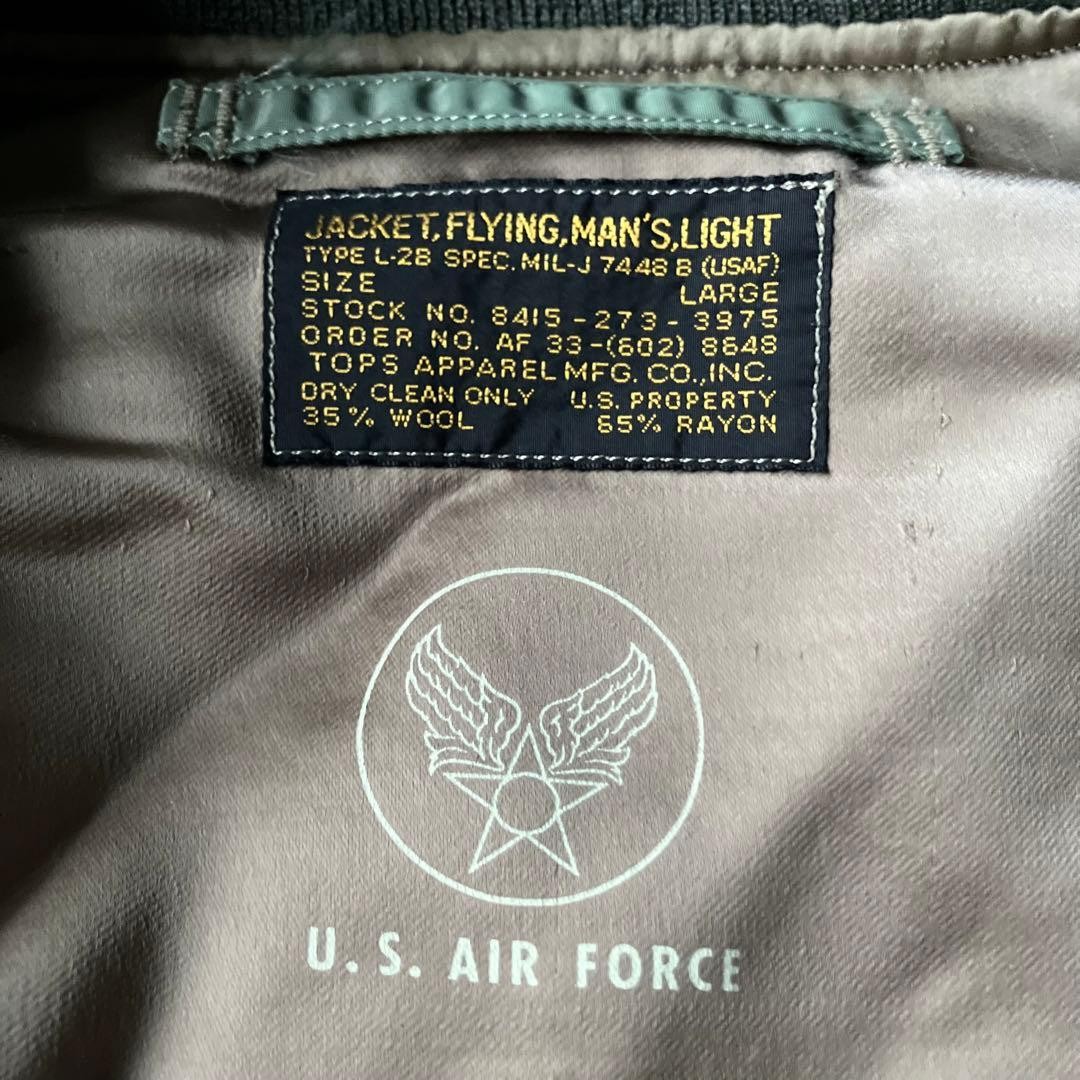 JACKET, FLYING, MAN'S, LIGHT
TYPE L-2B SPEC. MIL-J 7448 B (USAF)
SIZE LARGE
STOCK NO. 8415-273-3975
ORDER NO. AF 33-(602) 8648
TOPS APPAREL MFG. CO., INC.
DRY CLEAN ONLY U.S. PROPERTY
35% WOOL 65% RAYON
U.S. AIR FORCE